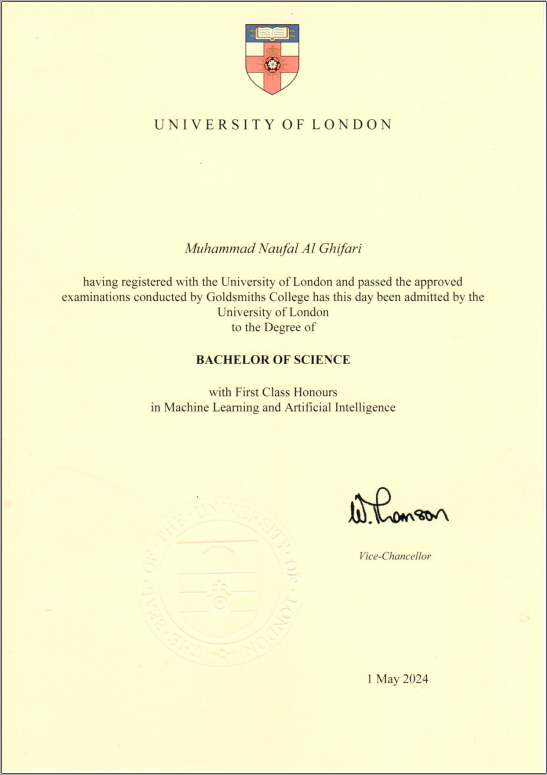 UNIVERSITY OF LONDON
Muhammad Naufal Al Ghifari
having registered with the University of London and passed the approved
examinations conducted by Goldsmiths College has this day been admitted by the
University of London
to the Degree of
BACHELOR OF SCIENCE
with First Class Honours
in Machine Learning and Artificial Intelligence
W. Thomson
Vice-Chancellor
THE SEAL OF THE UNIVERSITY OF LONDON
1 May 2024